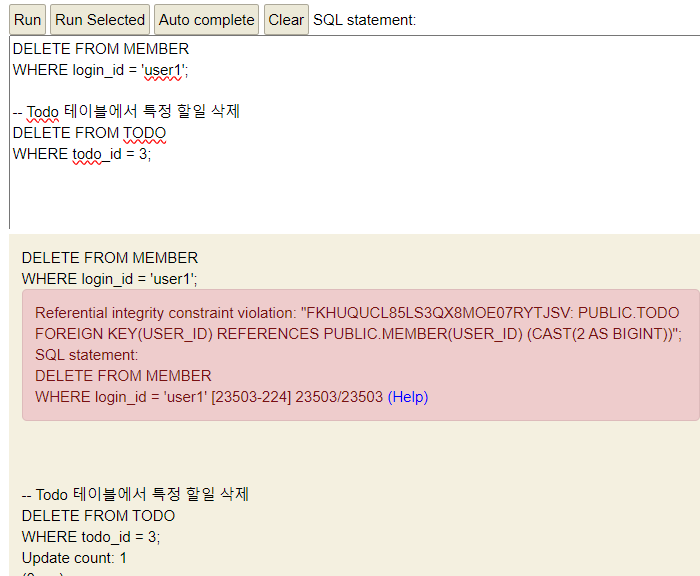 Run Run Selected Auto complete Clear SQL statement:
DELETE FROM MEMBER
WHERE login_id = 'user1';
-- Todo 테이블에서 특정 할일 삭제
DELETE FROM TODO
WHERE todo_id = 3;
DELETE FROM MEMBER
WHERE login_id = 'user1';
Referential integrity constraint violation: "FKHUQUCL85LS3QX8MOE07RYTJSV: PUBLIC.TODO
FOREIGN KEY(USER_ID) REFERENCES PUBLIC.MEMBER(USER_ID) (CAST(2 AS BIGINT))";
SQL statement:
DELETE FROM MEMBER
WHERE login_id = 'user1' [23503-224] 23503/23503 (Help)
-- Todo 테이블에서 특정 할일 삭제
DELETE FROM TODO
WHERE todo_id = 3;
Update count: 1